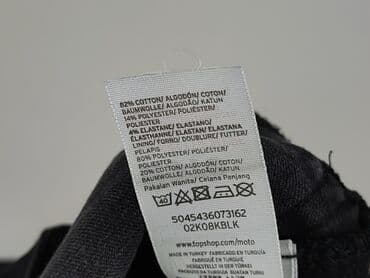 82% COTTON/ ALGODÓN/ COTON/
BAUMWOLLE/ ALGODÃO/ KATUN
14% POLYESTER/ POLIÉSTER/
POLIESTER
4% ELASTANE/ ELASTANO/
ELASTHANNE/ ELASTAN/ ELASTANA
LINING/ FORRO/ DOUBLURE/ FUTTER/
PELAPIS
80% POLYESTER/ POLIÉSTER/
20% COTTON/ ALGODÓN/ COTON/
BAUMWOLLE/ ALGODÃO/ KATUN
Pakaian Wanita/ Celana Panjang
40
5045436073162
02K08KBLK
www.topshop.com/moto
MADE IN TURKEY FABRICADO EN TURQUÍA
FABRIQUÉ EN TURQUIE
HERGESTELLT IN DER TÜRKEI